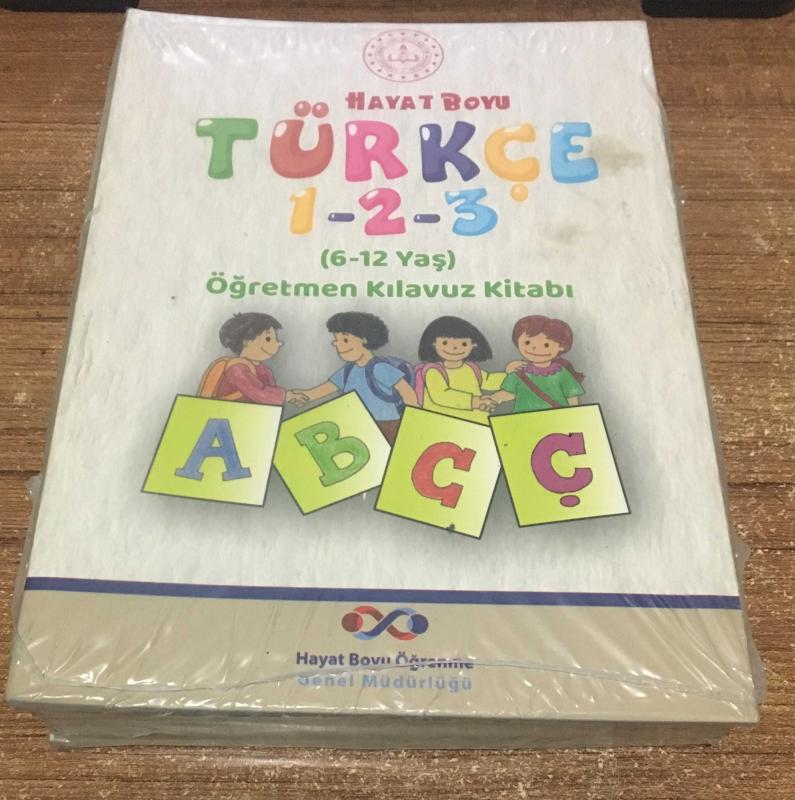 HAYAT BOYU
TÜRKÇE
1-2-3
(6-12 Yaş)
Öğretmen Kılavuz Kitabı
A B C Ç
Hayat Boyu Öğrenme
Genel Müdürlüğü